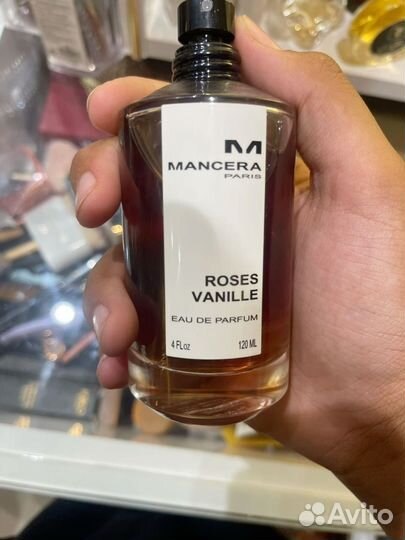 MANCERA
PARIS
ROSES
VANILLE
EAU DE PARFUM
4 FLoz 120 ML
Avito